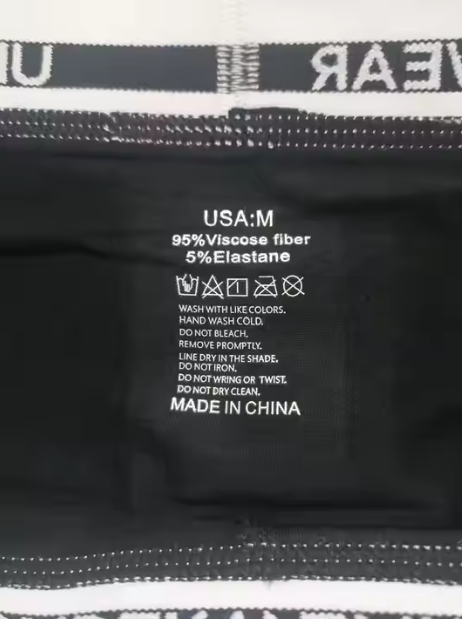 WEAR
USA:M
95%Viscose fiber
5%Elastane
WASH WITH LIKE COLORS.
HAND WASH COLD.
DO NOT BLEACH.
REMOVE PROMPTLY.
LINE DRY IN THE SHADE.
DO NOT IRON.
DO NOT WRING OR TWIST.
DO NOT DRY CLEAN.
MADE IN CHINA